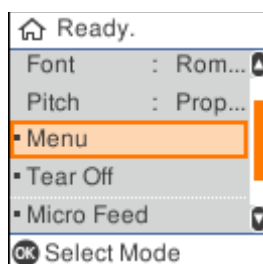 Ready.
Font : Rom...
Pitch : Prop...
Menu
Tear Off
Micro Feed
OK Select Mode